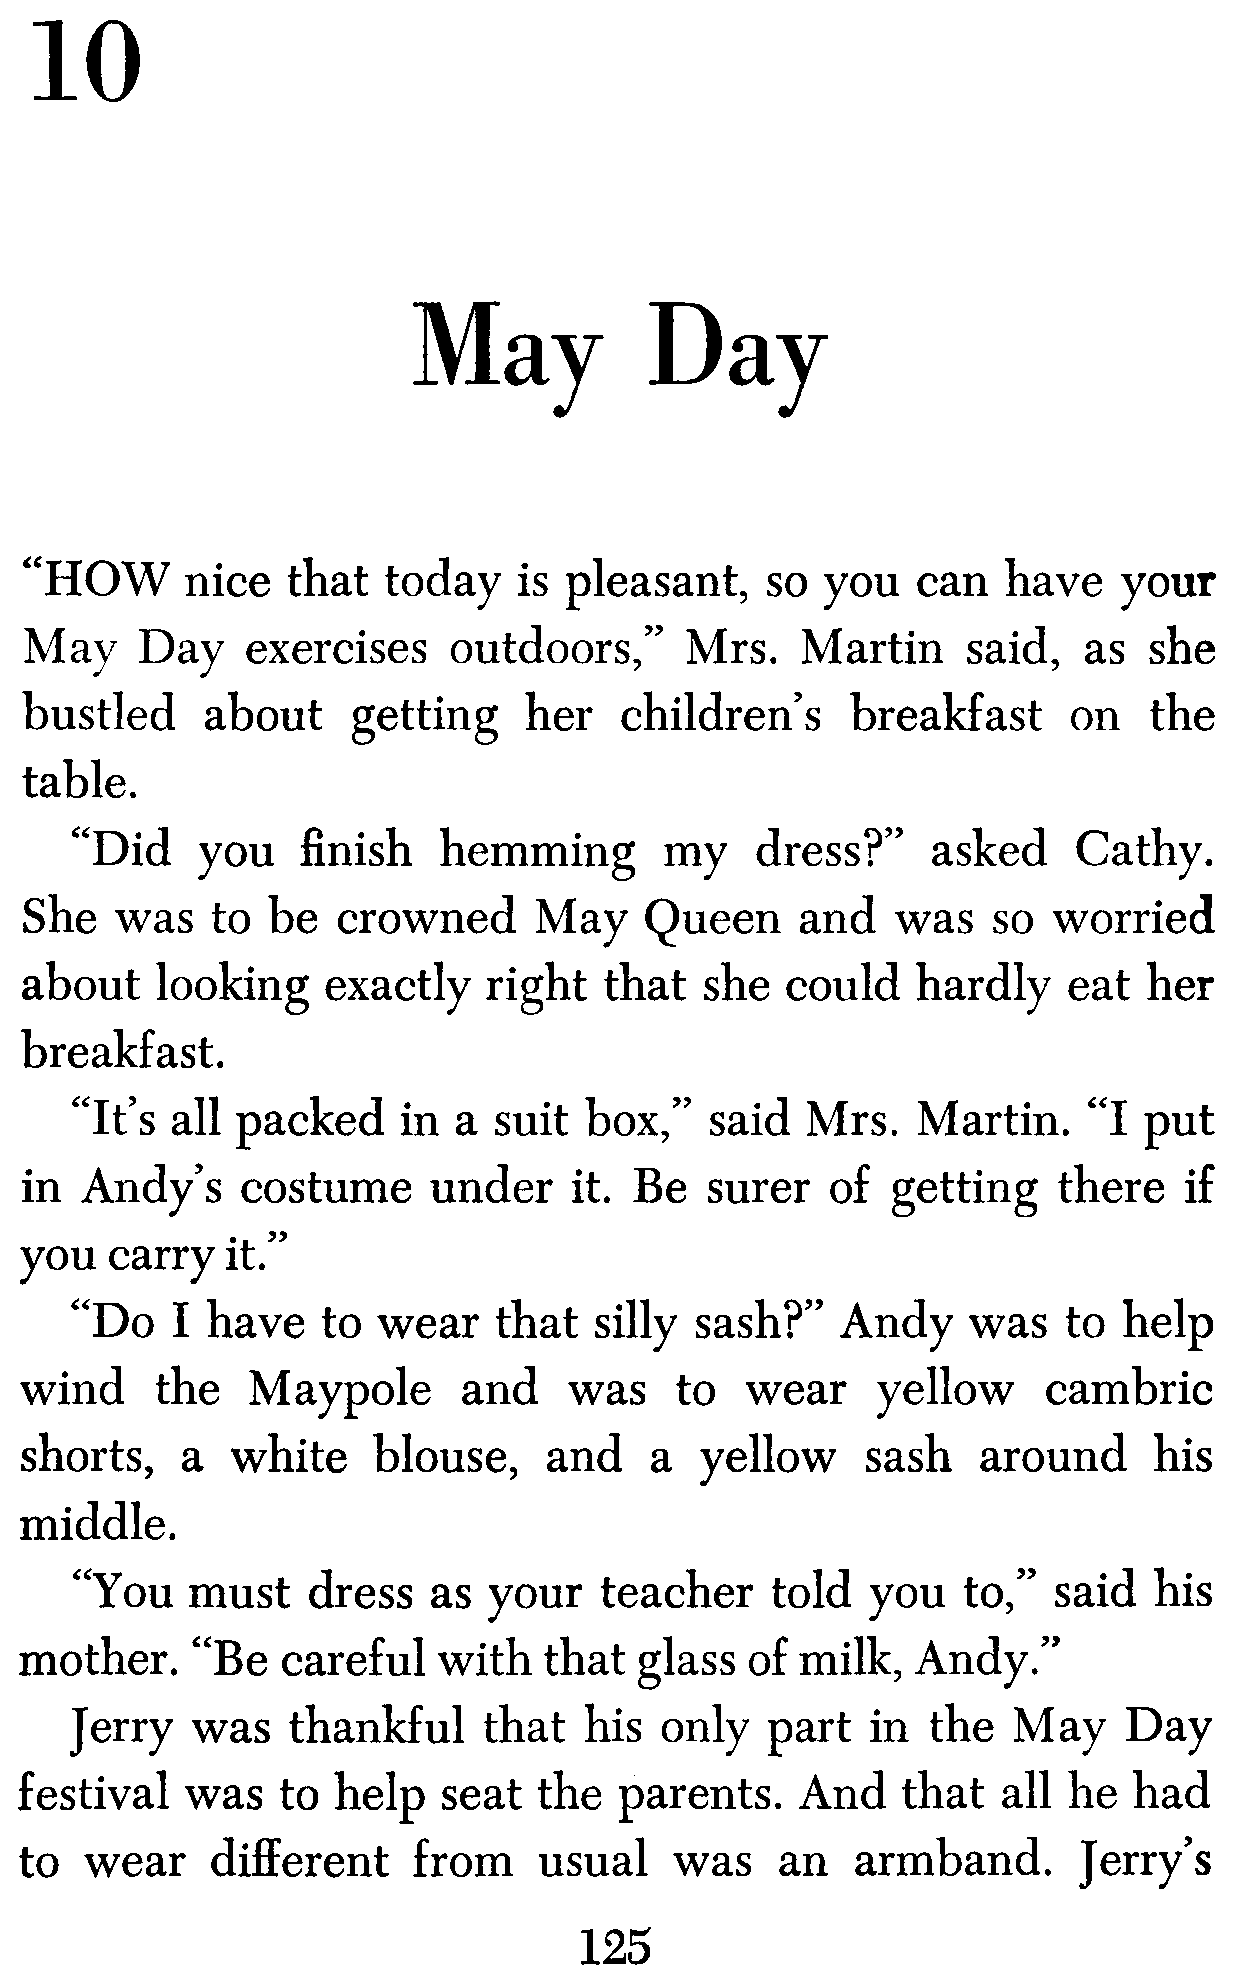 10
May Day
“HOW nice that today is pleasant, so you can have your
May Day exercises outdoors,” Mrs. Martin said, as she
bustled about getting her children’s breakfast on the
table.
“Did you finish hemming my dress?” asked Cathy.
She was to be crowned May Queen and was so worried
about looking exactly right that she could hardly eat her
breakfast.
“It’s all packed in a suit box,” said Mrs. Martin. “I put
in Andy’s costume under it. Be surer of getting there if
you carry it.”
“Do I have to wear that silly sash?” Andy was to help
wind the Maypole and was to wear yellow cambric
shorts, a white blouse, and a yellow sash around his
middle.
“You must dress as your teacher told you to,” said his
mother. “Be careful with that glass of milk, Andy.”
Jerry was thankful that his only part in the May Day
festival was to help seat the parents. And that all he had
to wear different from usual was an armband. Jerry’s
125